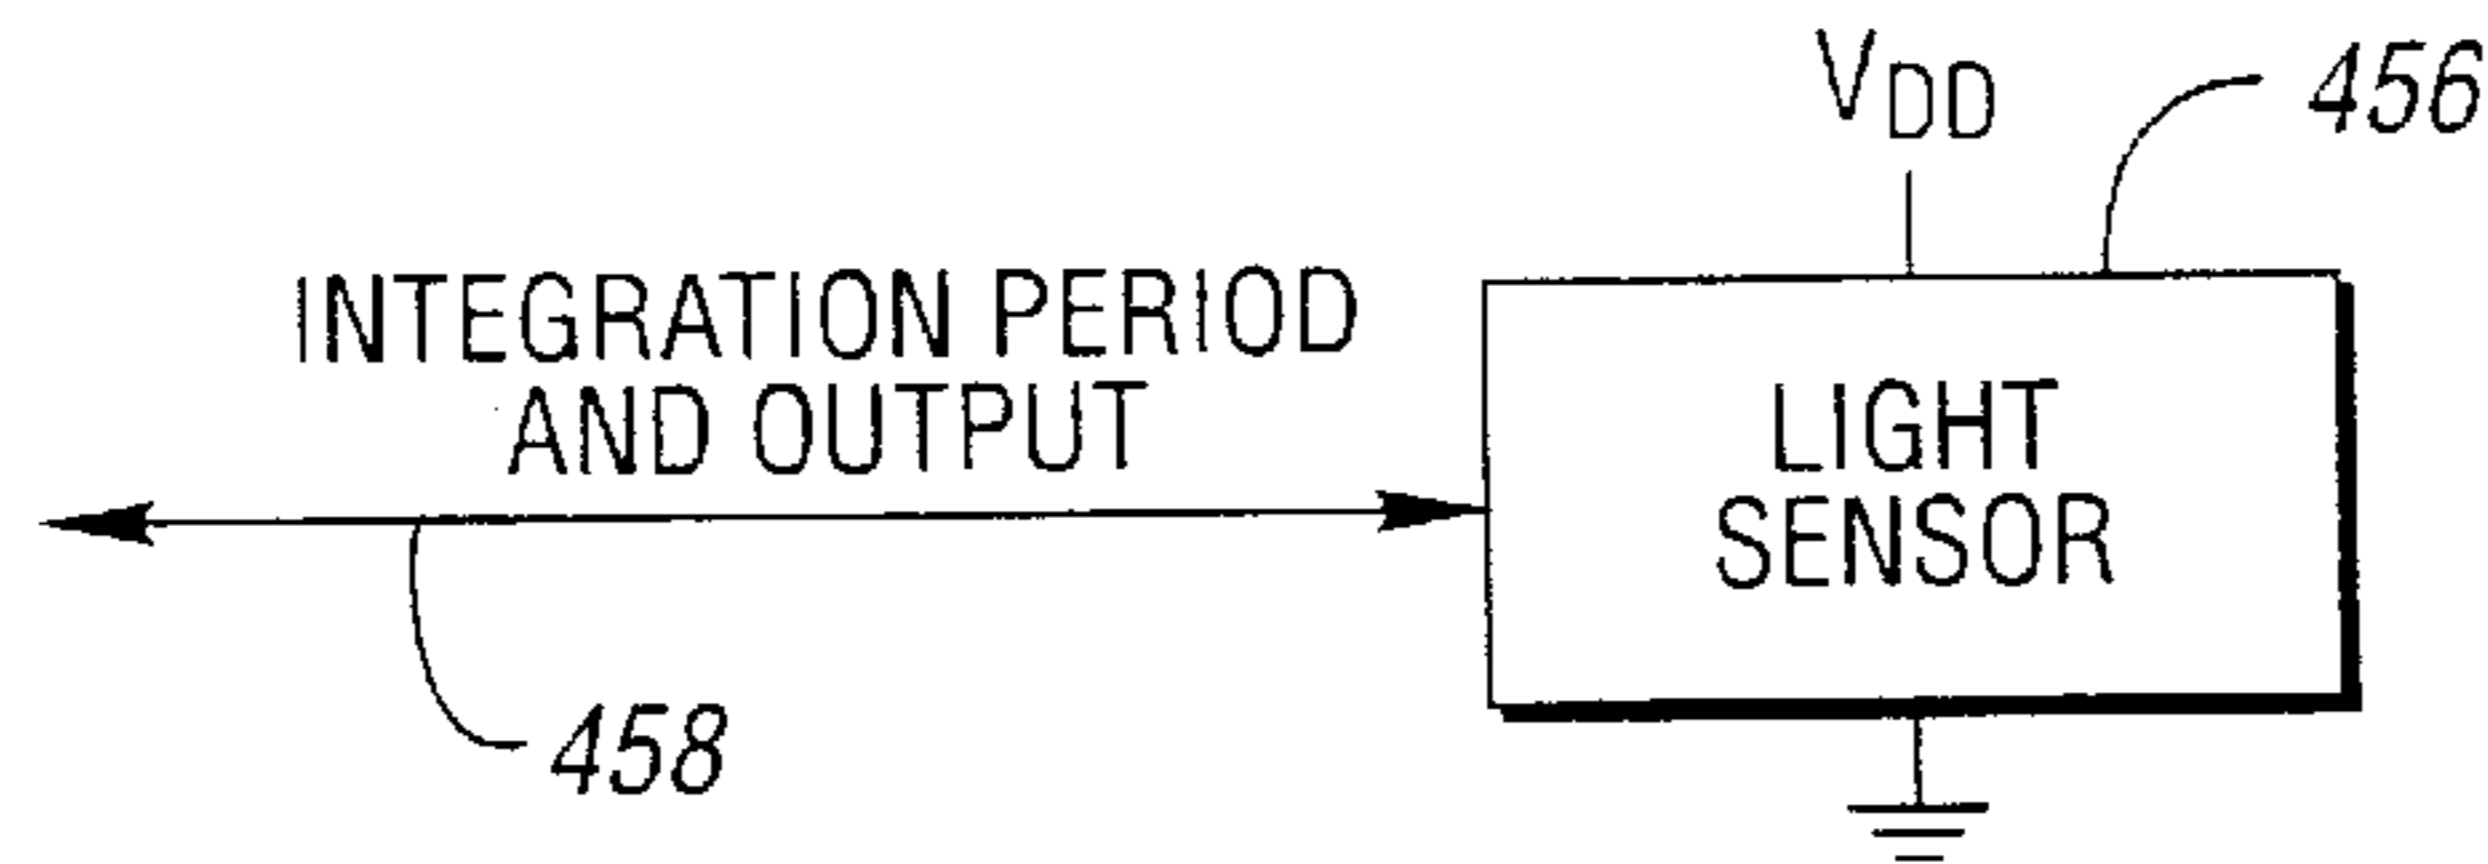 VDD
456
INTEGRATION PERIOD
AND OUTPUT
LIGHT
SENSOR
458